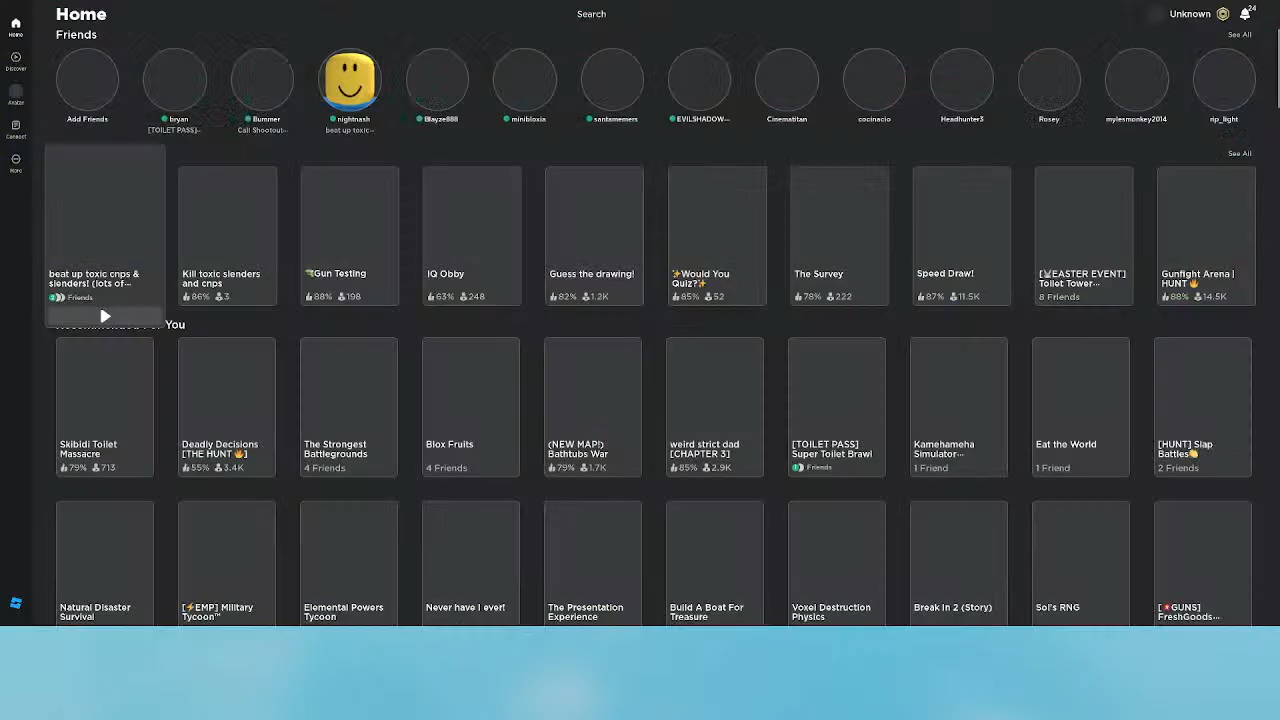 Home
Search
Unknown
24
Home
Friends
See All
Discover
Avatar
Connect
More
Add Friends
bryan
Bummer
nightnash
Blayze888
minibloxia
santamemers
EVILSHADOW...
Cinematitan
cocinacio
Headhunter3
Rosey
mylesmonkey2014
rip_light
[TOILET PASS]...
Call Shootout...
beat up toxic...
See All
beat up toxic cnps &
slenders! (lots of...
2 Friends
Kill toxic slenders
and cnps
86% 3
🔫Gun Testing
88% 198
IQ Obby
63% 248
Guess the drawing!
82% 1.2K
✨Would You
Quiz?✨
85% 52
The Survey
78% 222
Speed Draw!
87% 11.5K
[🐰EASTER EVENT]
Toilet Tower...
8 Friends
Gunfight Arena |
HUNT 🔥
88% 14.5K
You
Skibidi Toilet
Massacre
79% 713
Deadly Decisions
[THE HUNT🔥]
55% 3.4K
The Strongest
Battlegrounds
4 Friends
Blox Fruits
4 Friends
(NEW MAP!)
Bathtubs War
79% 1.7K
weird strict dad
[CHAPTER 3]
85% 2.9K
[TOILET PASS]
Super Toilet Brawl
1 Friends
Kamehameha
Simulator...
1 Friend
Eat the World
1 Friend
[HUNT] Slap
Battles👏
2 Friends
Natural Disaster
Survival
[⚡EMP] Military
Tycoon™
Elemental Powers
Tycoon
Never have I ever!
The Presentation
Experience
Build A Boat For
Treasure
Voxel Destruction
Physics
Break In 2 (Story)
Sol's RNG
[💥GUNS]
FreshGoods...